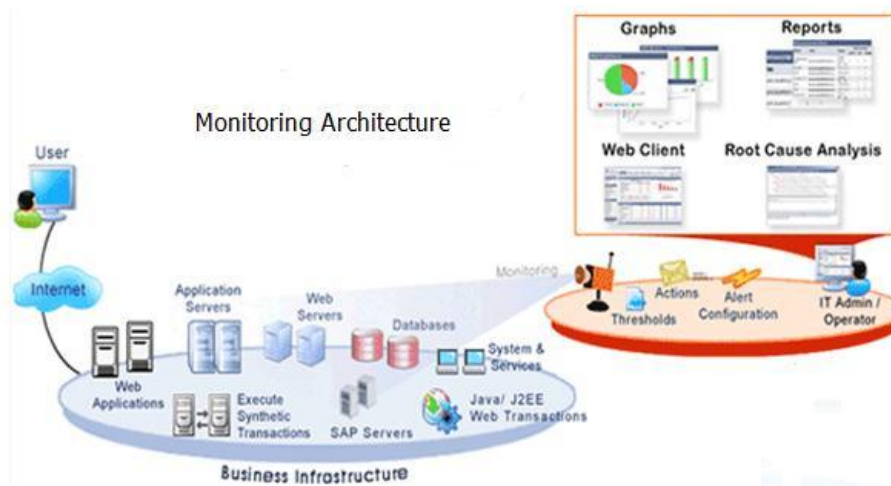 Graphs
Reports
Monitoring Architecture
Web Client
Root Cause Analysis
User
Internet
Monitoring
Actions
Thresholds
Alert
Configuration
IT Admin /
Operator
Application
Servers
Web
Servers
Databases
System &
Services
Web
Applications
Execute
Synthetic
Transactions
SAP Servers
Java/ J2EE
Web Transactions
Business Infrastructure